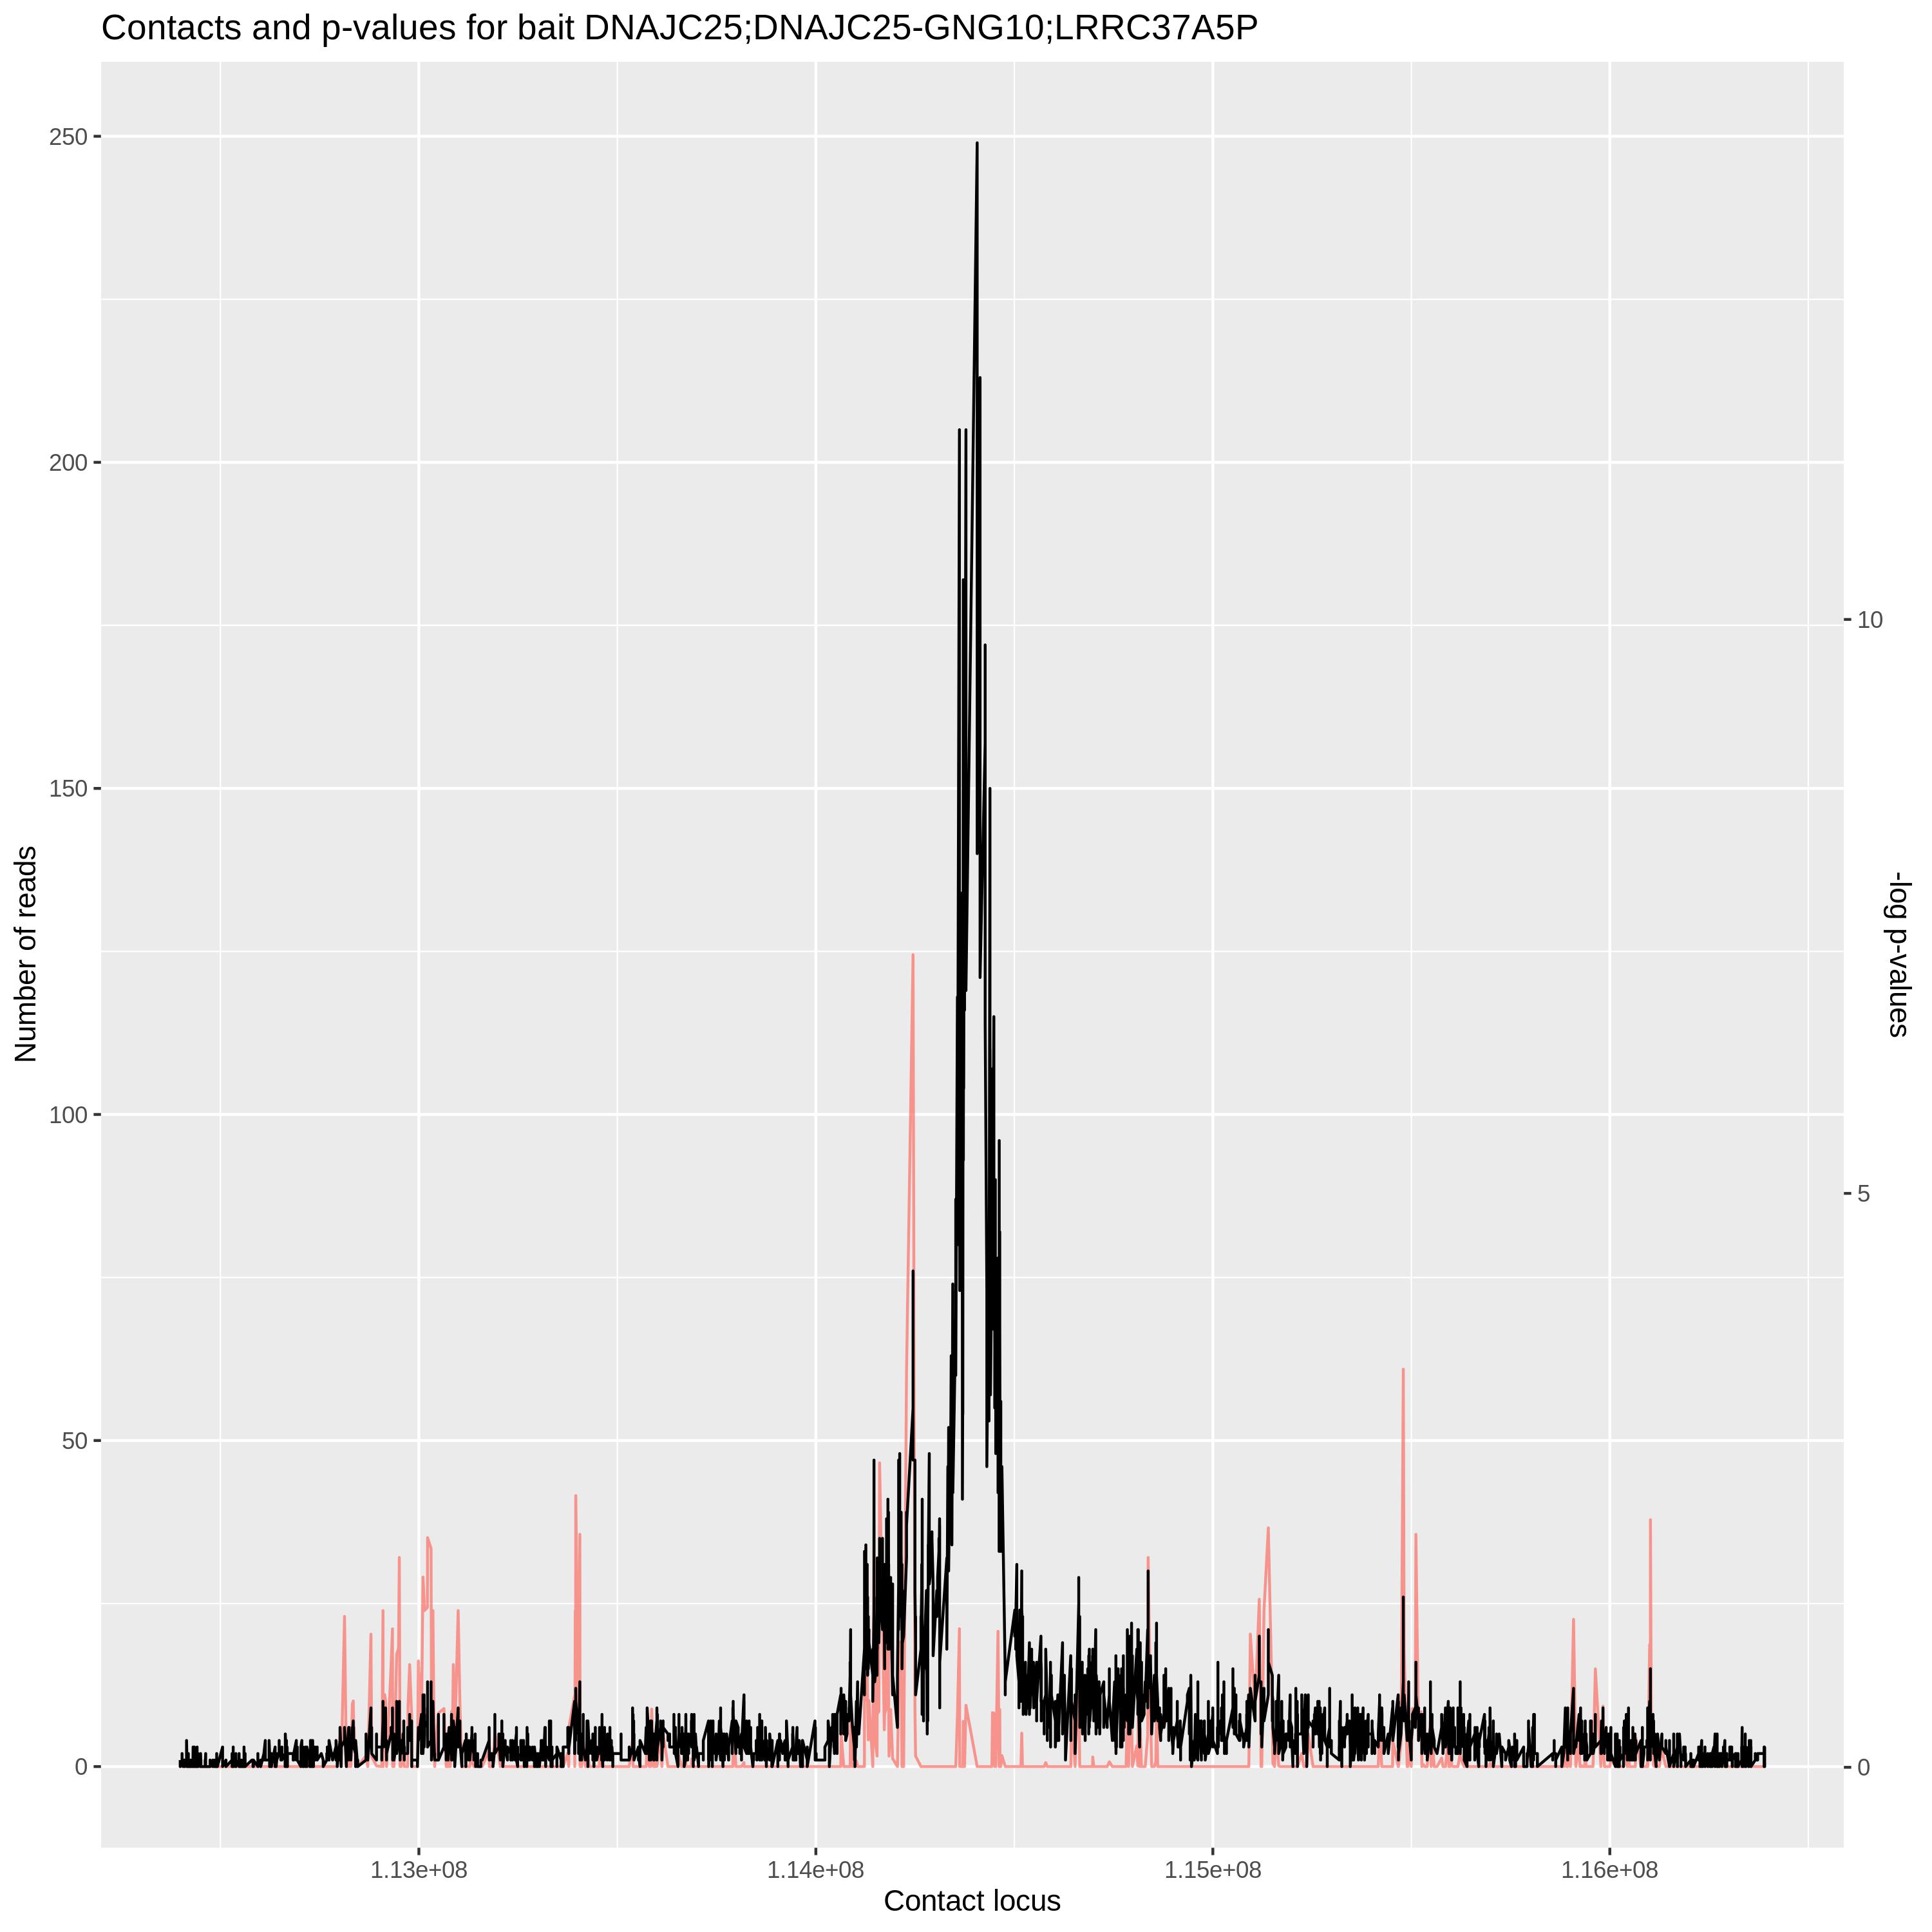 Contacts and p-values for bait DNAJC25;DNAJC25-GNG10;LRRC37A5P
250
200
150
100
50
0
Number of reads
10
5
0
-log p-values
1.13e+08
1.14e+08
1.15e+08
1.16e+08
Contact locus